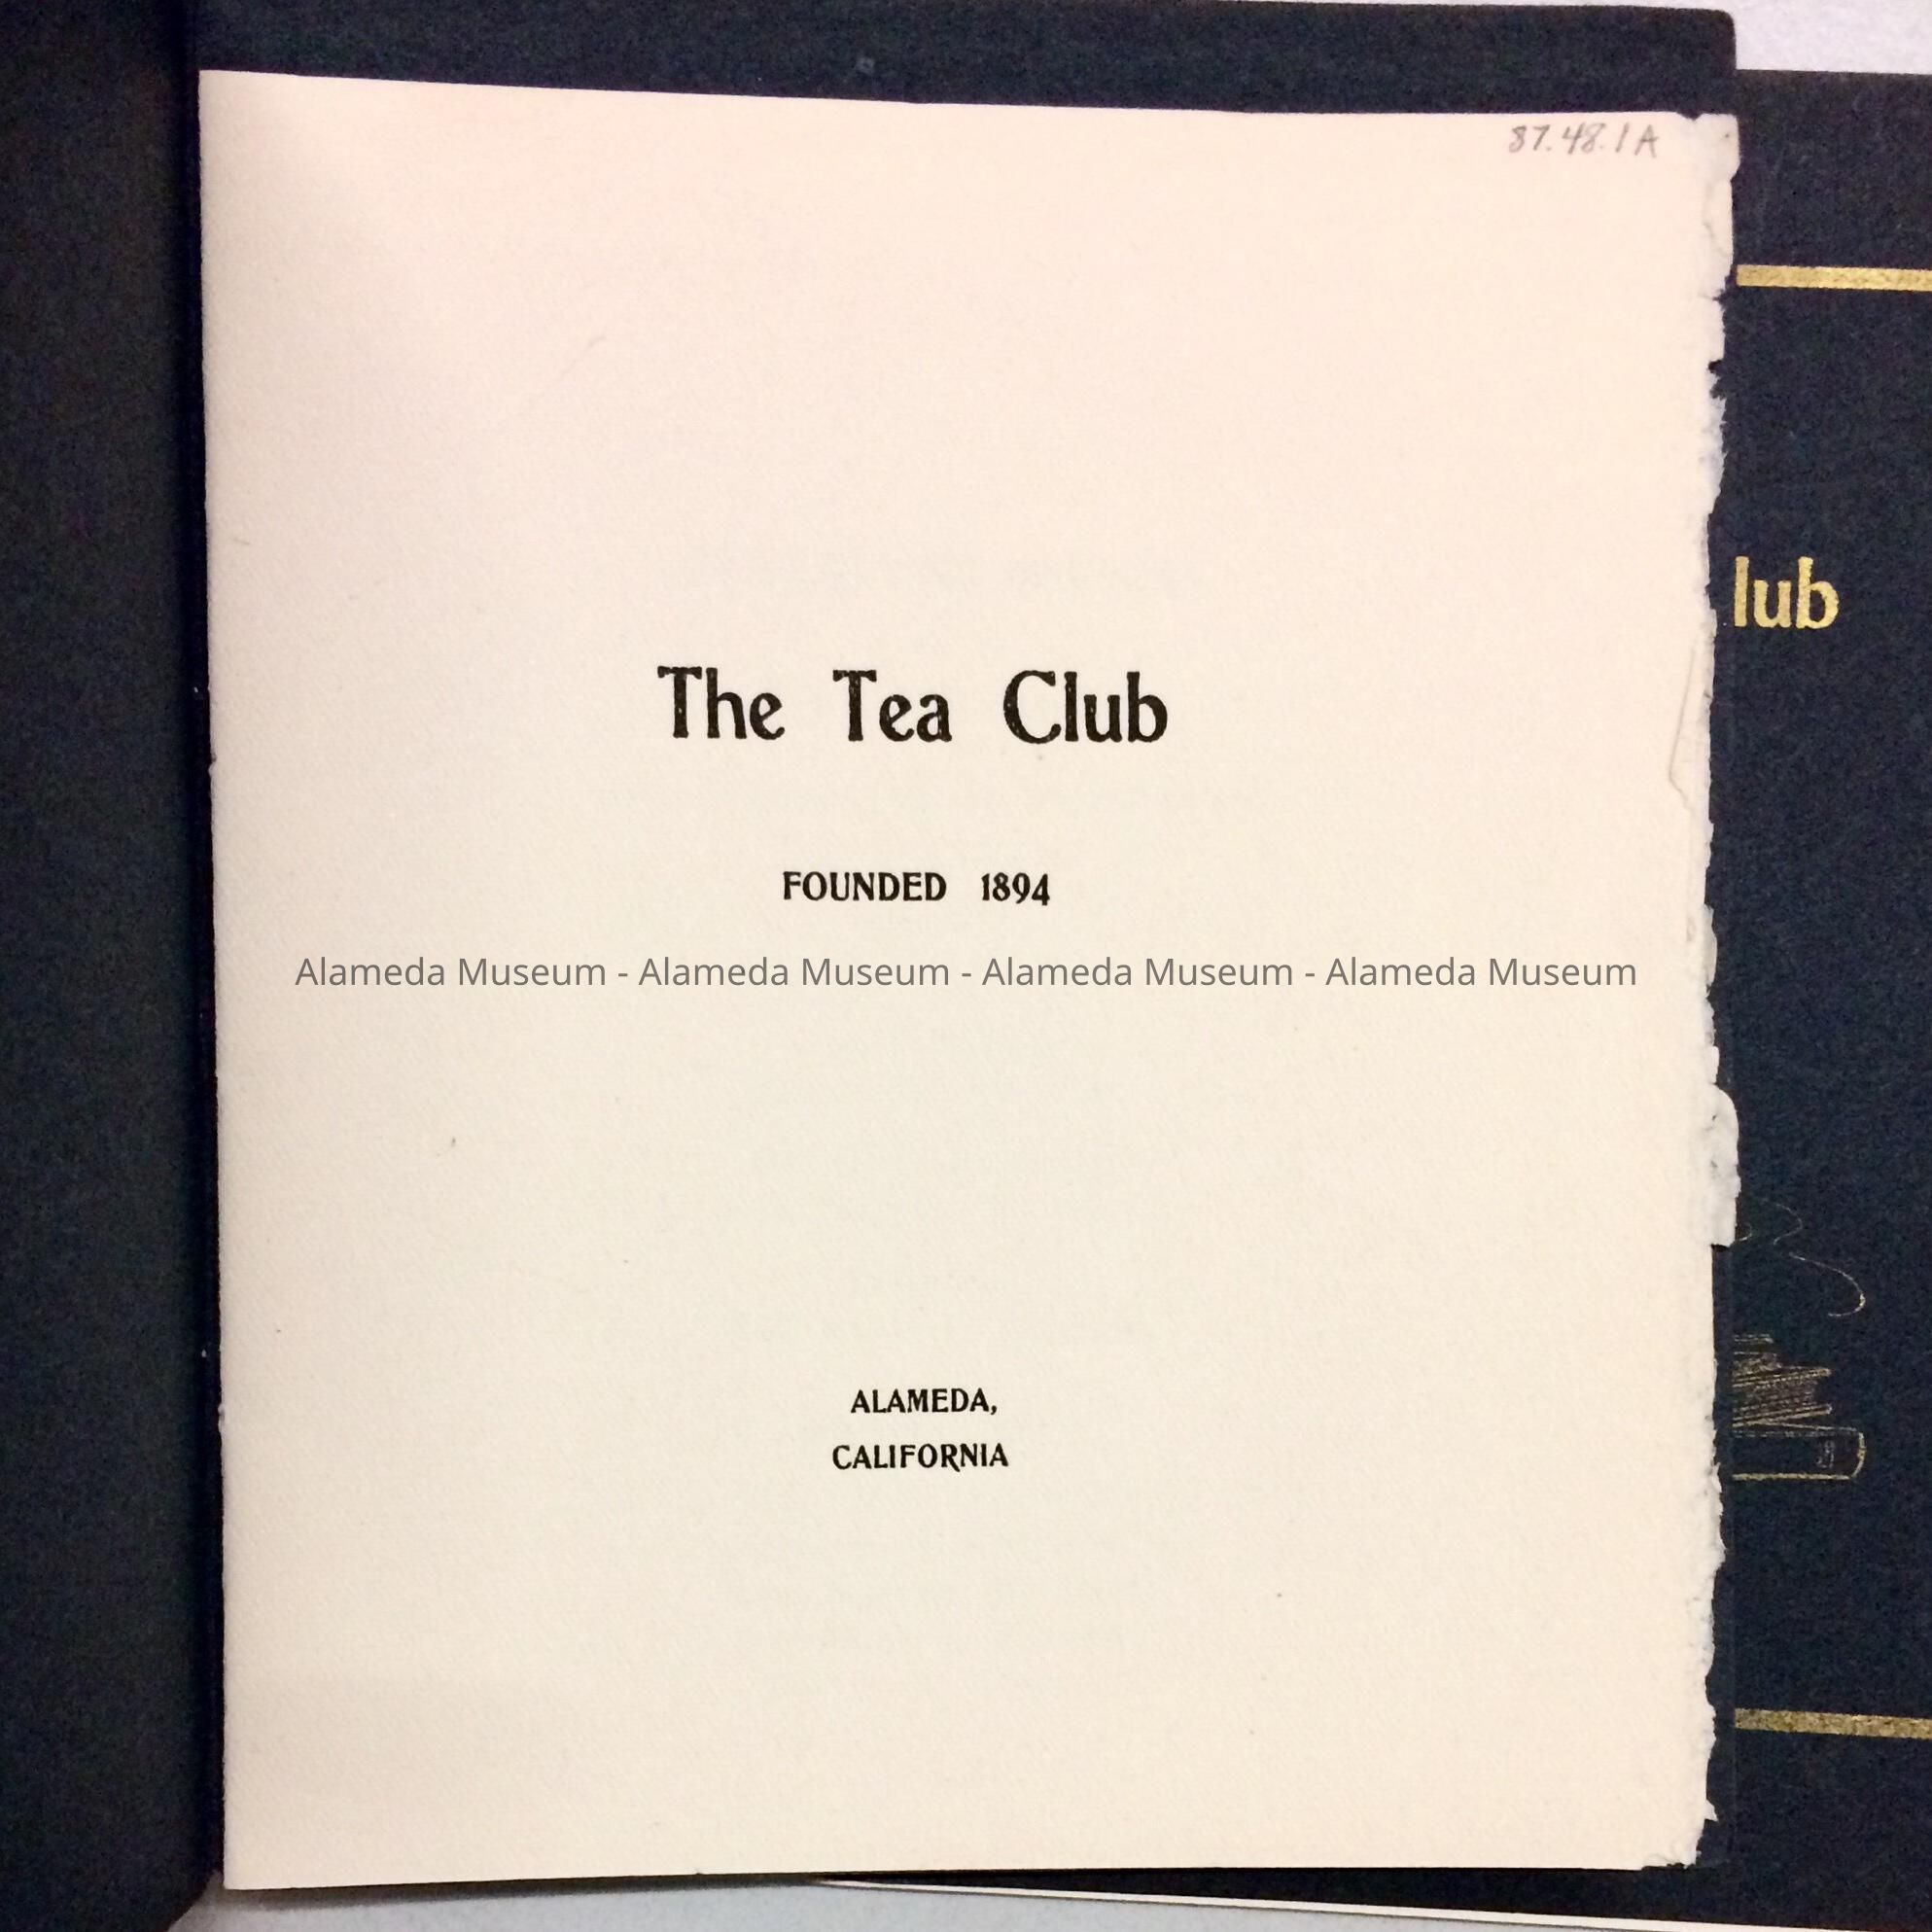 87.48.1A
lub
The Tea Club
FOUNDED 1894
Alameda Museum - Alameda Museum - Alameda Museum - Alameda Museum
ALAMEDA,
CALIFORNIA